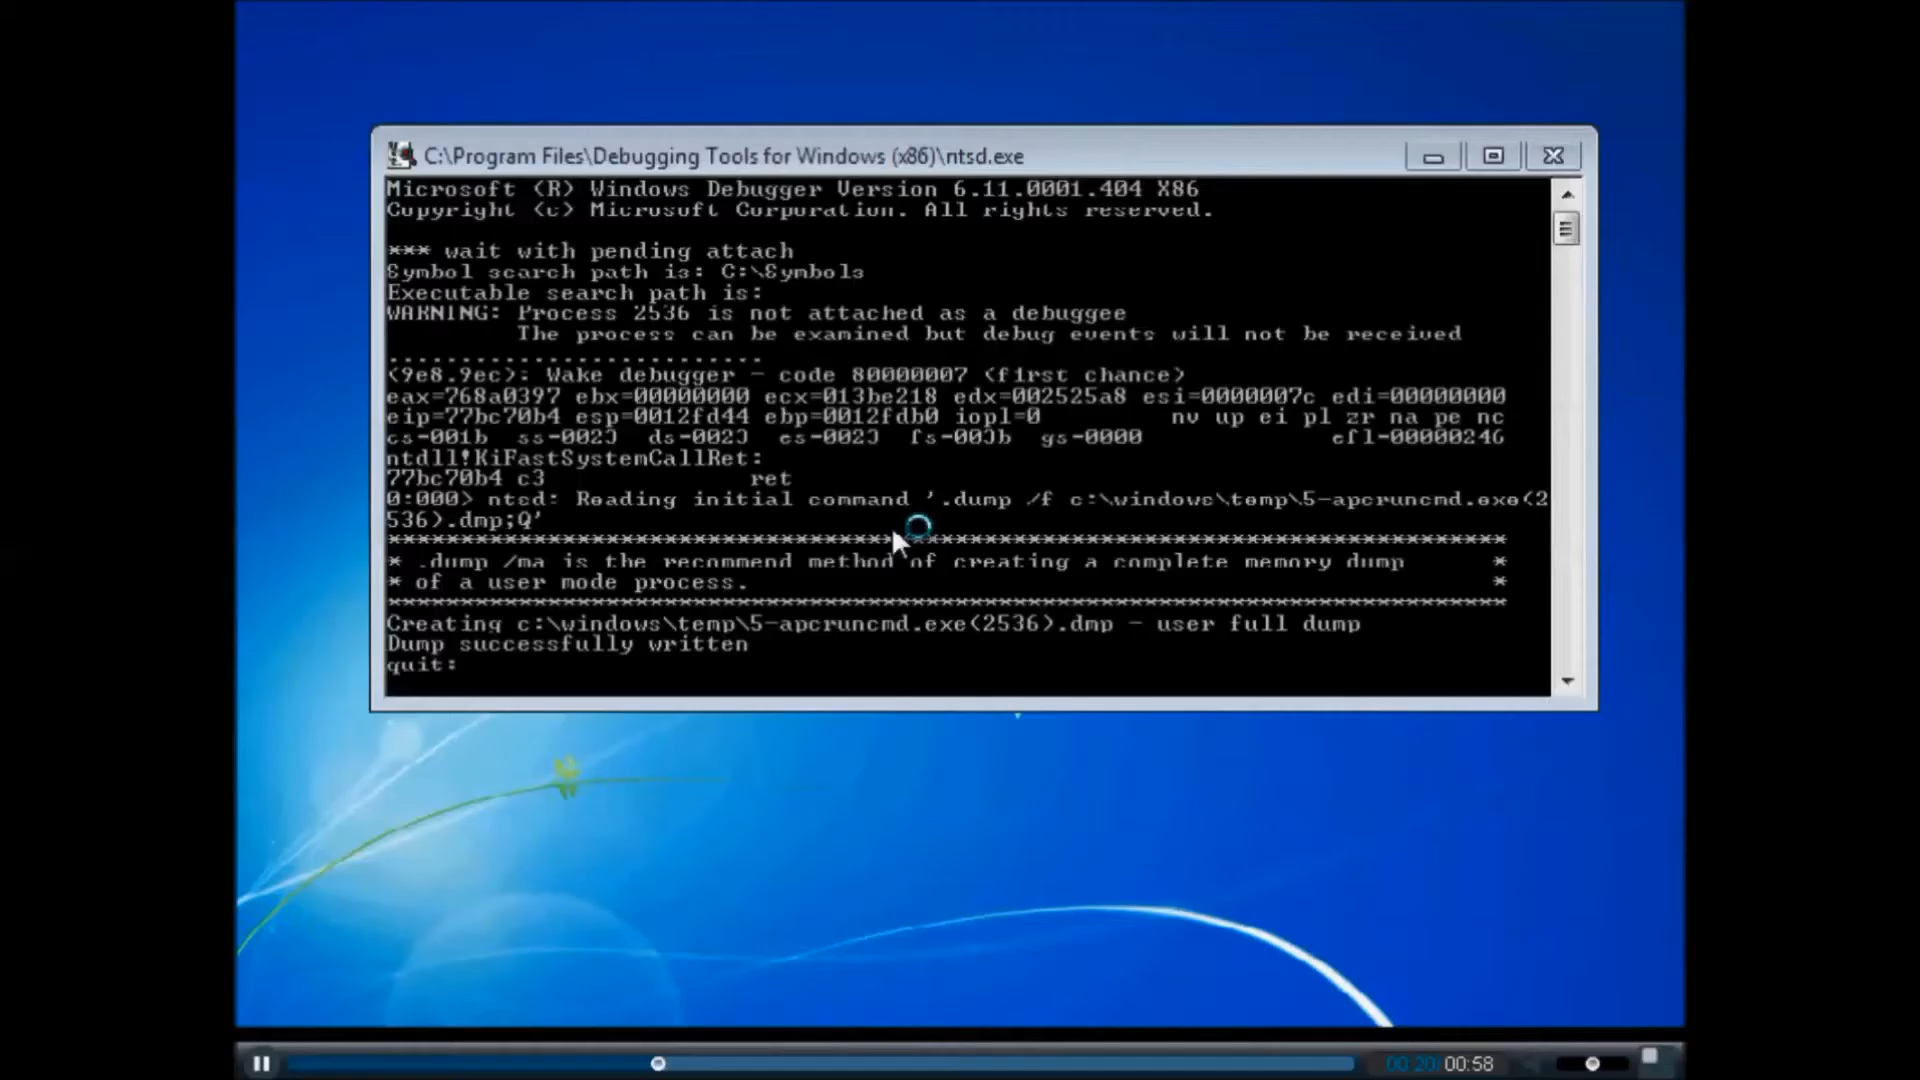 C:\Program Files\Debugging Tools for Windows (x86)\ntsd.exe
Microsoft (R) Windows Debugger Version 6.11.0001.404 X86
Copyright (c) Microsoft Corporation. All rights reserved.
*** wait with pending attach
Symbol search path is: C:\Symbols
Executable search path is:
WARNING: Process 2536 is not attached as a debuggee
The process can be examined but debug events will not be received
..........................
(9e8.9ec): Wake debugger - code 80000007 (first chance)
eax=768a0397 ebx=00000000 ecx=013be218 edx=002525a8 esi=0000007c edi=00000000
eip=77bc70b4 esp=0012fd44 ebp=0012fdb0 iopl=0 nv up ei pl zr na pe nc
cs=001b ss=0023 ds=0023 es=0023 fs=003b gs=0000 efl=00000246
ntdll!KiFastSystemCallRet:
77bc70b4 c3 ret
0:000> ntsd: Reading initial command '.dump /f c:\windows\temp\5-apcruncmd.exe(2
536).dmp;Q'
*****************************************************************************
* .dump /ma is the recommend method of creating a complete memory dump *
* of a user mode process. *
*****************************************************************************
Creating c:\windows\temp\5-apcruncmd.exe(2536).dmp - user full dump
Dump successfully written
quit:
00:20/00:58